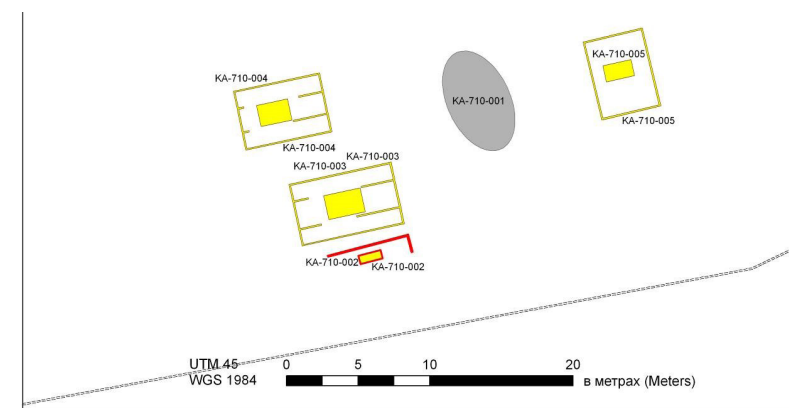 KA-710-005
KA-710-004
KA-710-001
KA-710-005
KA-710-004
KA-710-003
KA-710-003
KA-710-002
KA-710-002
UTM 45
WGS 1984
0 5 10 20
в метрах (Meters)